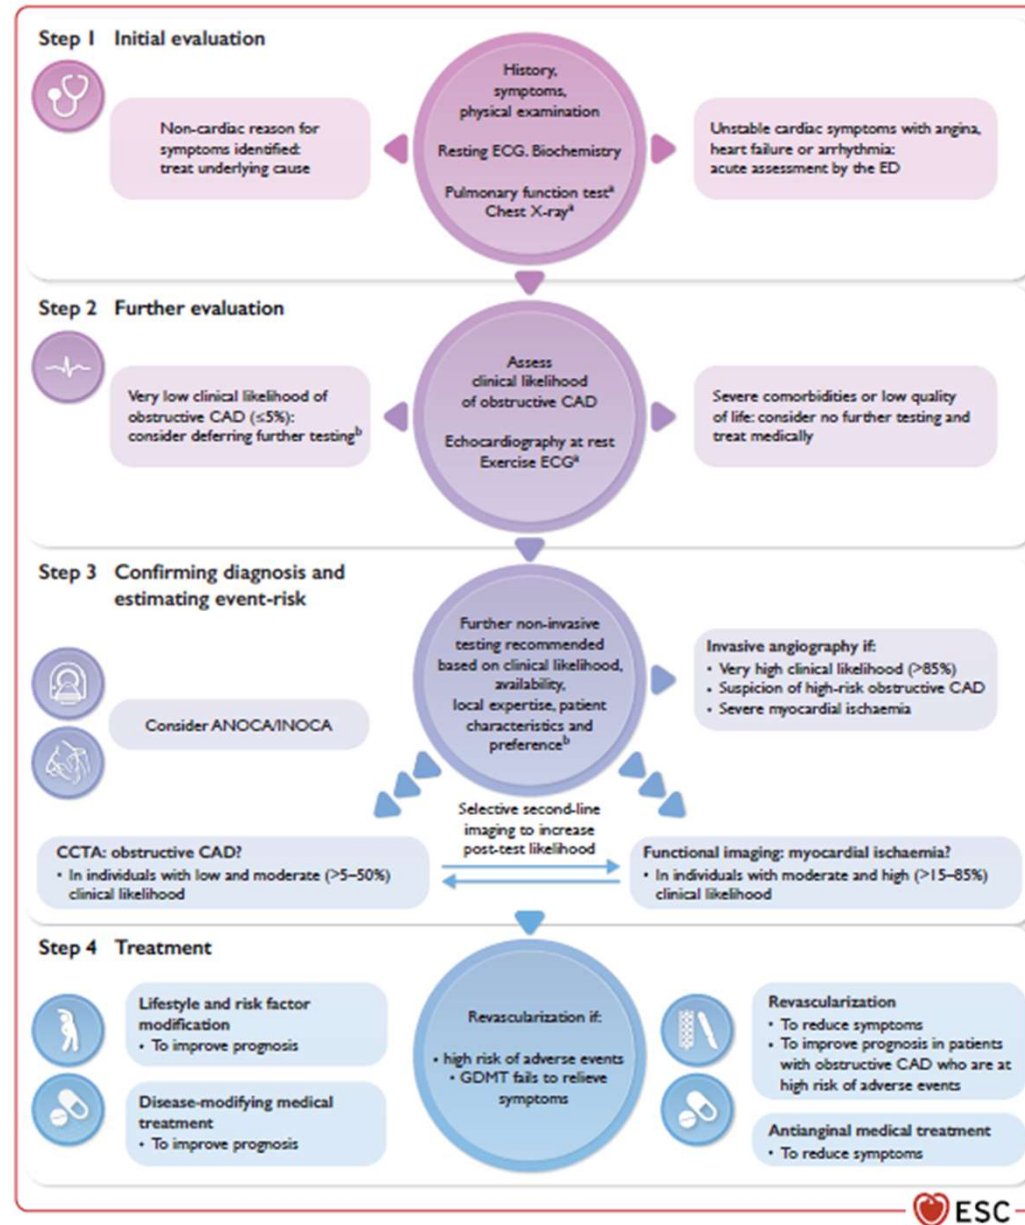 Step 1 Initial evaluation
History,
symptoms,
physical examination
Resting ECG. Biochemistry
Pulmonary function testᵃ
Chest X-rayᵃ
Non-cardiac reason for
symptoms identified:
treat underlying cause
Unstable cardiac symptoms with angina,
heart failure or arrhythmia:
acute assessment by the ED
Step 2 Further evaluation
Assess
clinical likelihood
of obstructive CAD
Echocardiography at rest
Exercise ECGᵃ
Very low clinical likelihood of
obstructive CAD (≤5%):
consider deferring further testingᵇ
Severe comorbidities or low quality
of life: consider no further testing and
treat medically
Step 3 Confirming diagnosis and
estimating event-risk
Further non-invasive
testing recommended
based on clinical likelihood,
availability,
local expertise, patient
characteristics and
preferenceᵇ
Consider ANOCA/INOCA
Invasive angiography if:
• Very high clinical likelihood (>85%)
• Suspicion of high-risk obstructive CAD
• Severe myocardial ischaemia
Selective second-line
imaging to increase
post-test likelihood
CCTA: obstructive CAD?
• In individuals with low and moderate (>5–50%)
clinical likelihood
Functional imaging: myocardial ischaemia?
• In individuals with moderate and high (>15–85%)
clinical likelihood
Step 4 Treatment
Lifestyle and risk factor
modification
• To improve prognosis
Disease-modifying medical
treatment
• To improve prognosis
Revascularization if:
• high risk of adverse events
• GDMT fails to relieve
symptoms
Revascularization
• To reduce symptoms
• To improve prognosis in patients
with obstructive CAD who are at
high risk of adverse events
Antianginal medical treatment
• To reduce symptoms
ESC